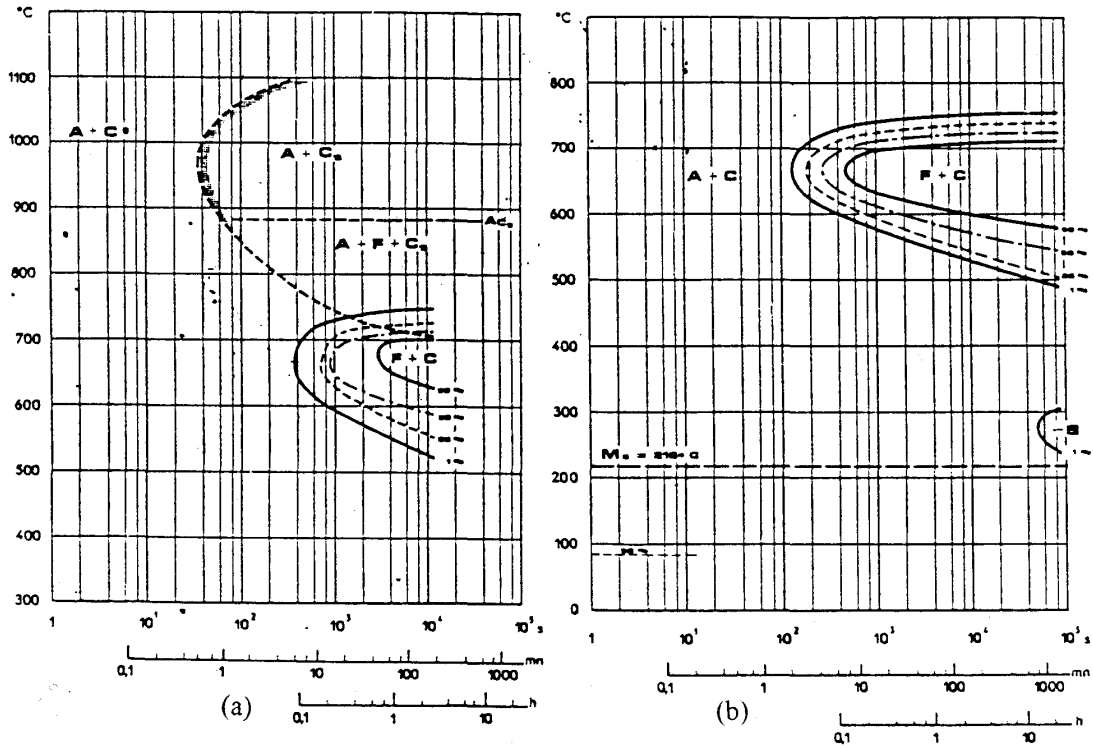 °C
1100
1000
900
800
700
600
500
400
300
A + C
A + Cs
A + F + Cs
F + C
1 10¹ 10² 10³ 10⁴ 10⁵ s
0,1 1 10 100 1000 mn
0,1 1 10 h
(a)
°C
800
700
600
500
400
300
200
100
0
A + C
F + C
B
1 10¹ 10² 10³ 10⁴ 10⁵ s
0,1 1 10 100 1000 mn
0,1 1 10 h
(b)